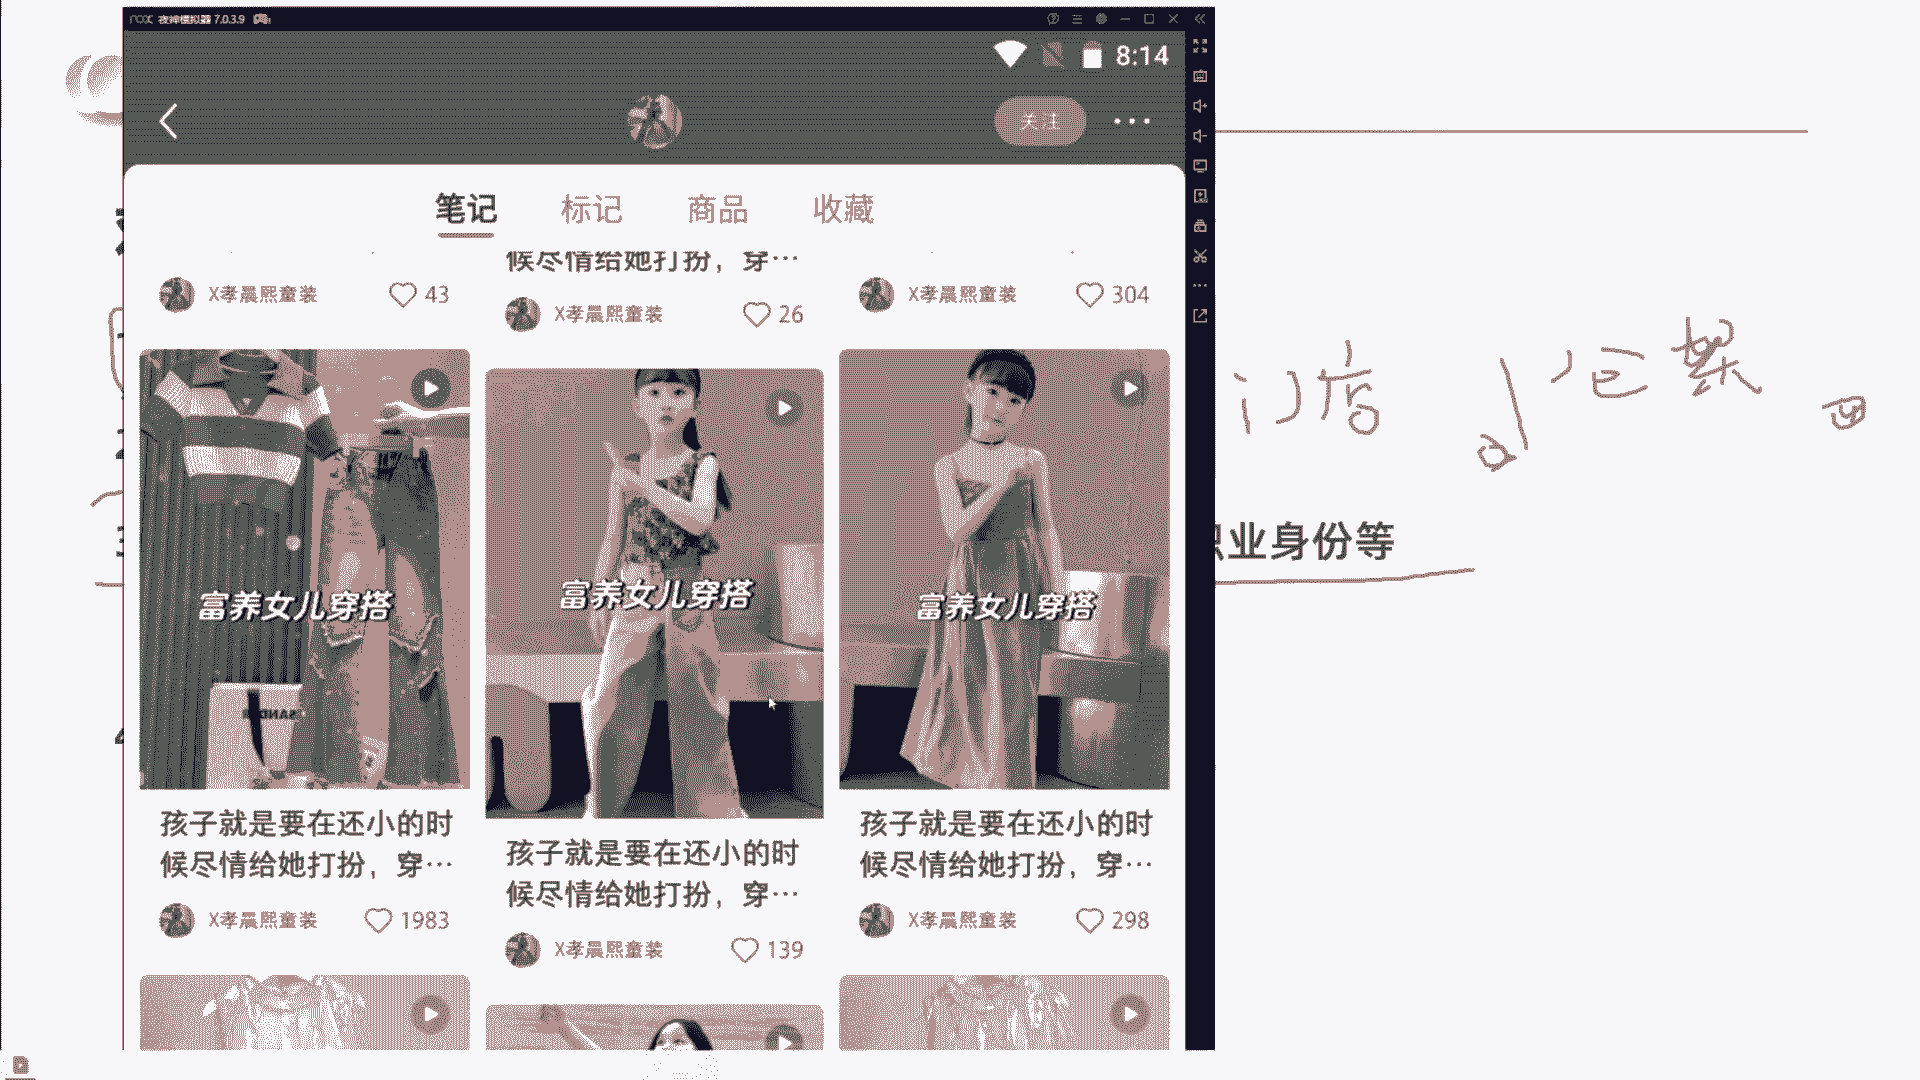 nox 夜神模拟器 7.0.3.9
8:14
关注
笔记 标记 商品 收藏
候尽情给她打扮，穿…
X孝晨熙童装 43
X孝晨熙童装 26
X孝晨熙童装 304
富养女儿穿搭
富养女儿穿搭
富养女儿穿搭
孩子就是要在还小的时
候尽情给她打扮，穿…
X孝晨熙童装 1983
孩子就是要在还小的时
候尽情给她打扮，穿…
X孝晨熙童装 139
孩子就是要在还小的时
候尽情给她打扮，穿…
X孝晨熙童装 298
门店
职业身份等